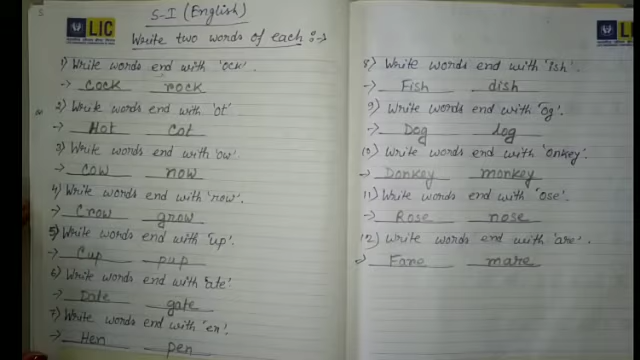 S-I (English)
LIC
Write two words of each :->
1) Write words end with 'ock'.
-> Cock rock
2) Write words end with 'ot'
-> Hot Cot
3) Write words end with 'ow'.
-> Cow now
4) Write words end with 'row'.
-> Crow grow
5) Write words end with 'up'.
-> Cup pup
6) Write words end with 'ate'
-> Date gate
7) Write words end with 'en'.
-> Hen pen
LIC
8) Write words end with 'ish'.
-> Fish dish
9) Write words end with 'og'.
-> Dog log
10) Write words end with 'onkey'.
-> Donkey monkey
11) Write words end with 'ose'.
-> Rose nose
12) Write words end with 'are'.
-> Fare mare